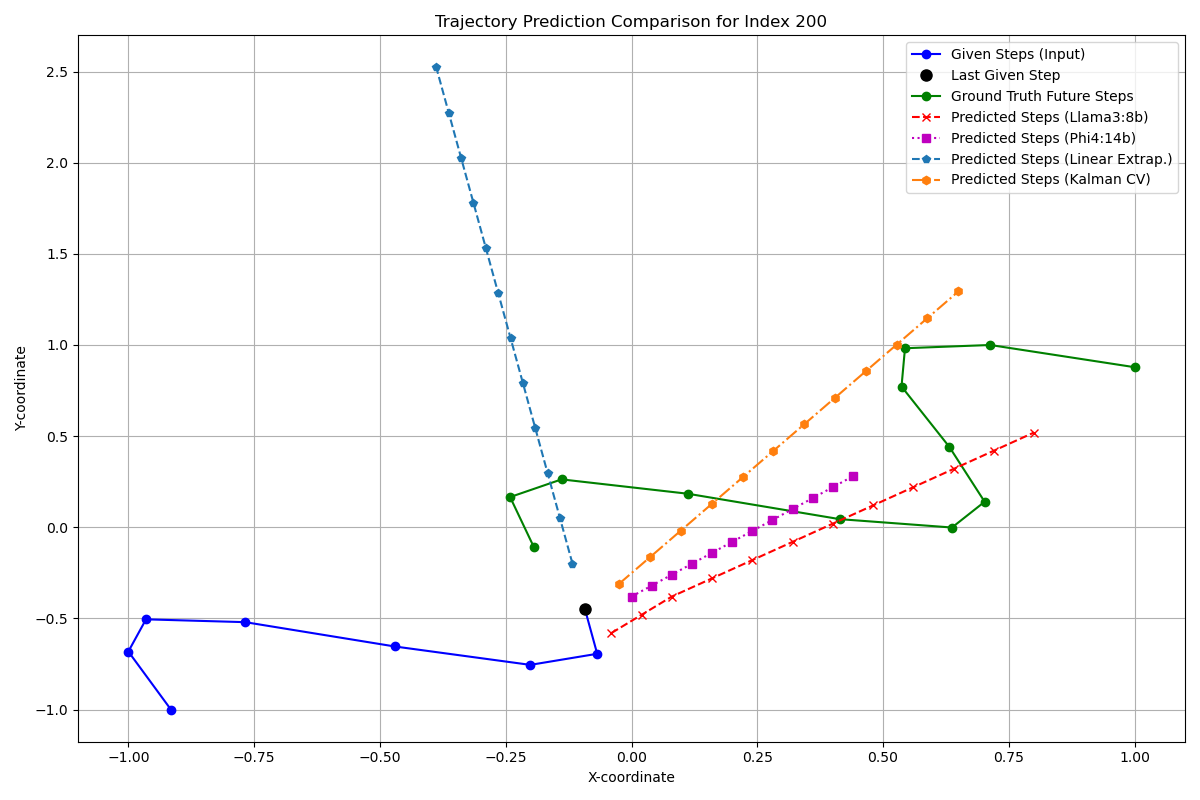 Trajectory Prediction Comparison for Index 200
Given Steps (Input)
Last Given Step
Ground Truth Future Steps
Predicted Steps (Llama3:8b)
Predicted Steps (Phi4:14b)
Predicted Steps (Linear Extrap.)
Predicted Steps (Kalman CV)
Y-coordinate
2.5
2.0
1.5
1.0
0.5
0.0
−0.5
−1.0
−1.00 −0.75 −0.50 −0.25 0.00 0.25 0.50 0.75 1.00
X-coordinate